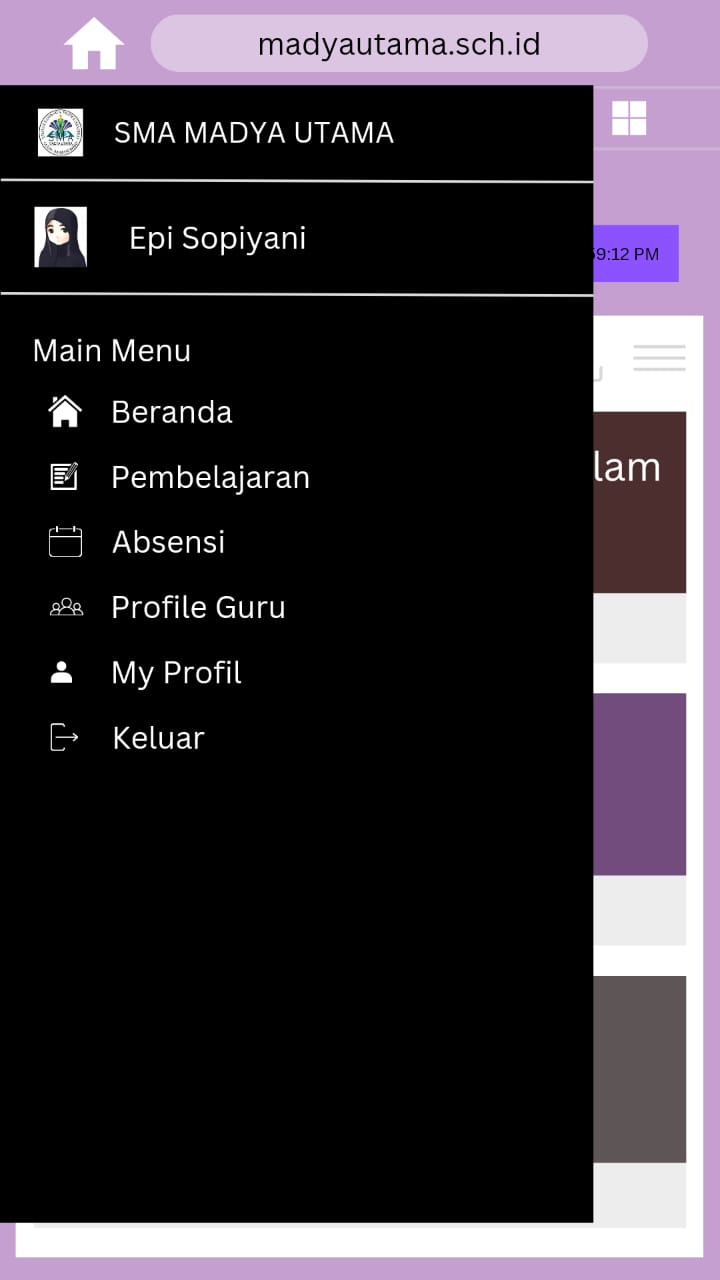 madyautama.sch.id
SMA MADYA UTAMA
Epi Sopiyani
59:12 PM
lam
Main Menu
Beranda
Pembelajaran
Absensi
Profile Guru
My Profil
Keluar